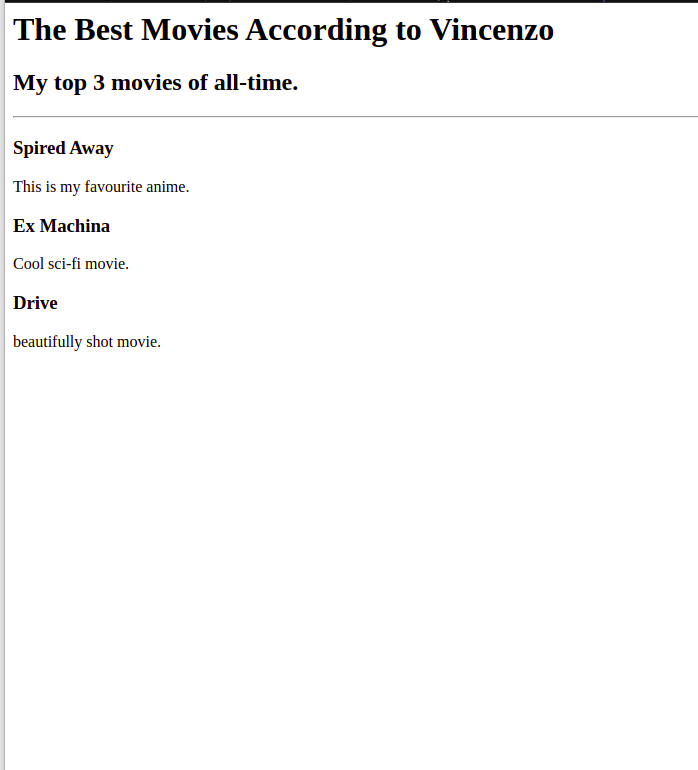 The Best Movies According to Vincenzo
My top 3 movies of all-time.
Spired Away
This is my favourite anime.
Ex Machina
Cool sci-fi movie.
Drive
beautifully shot movie.